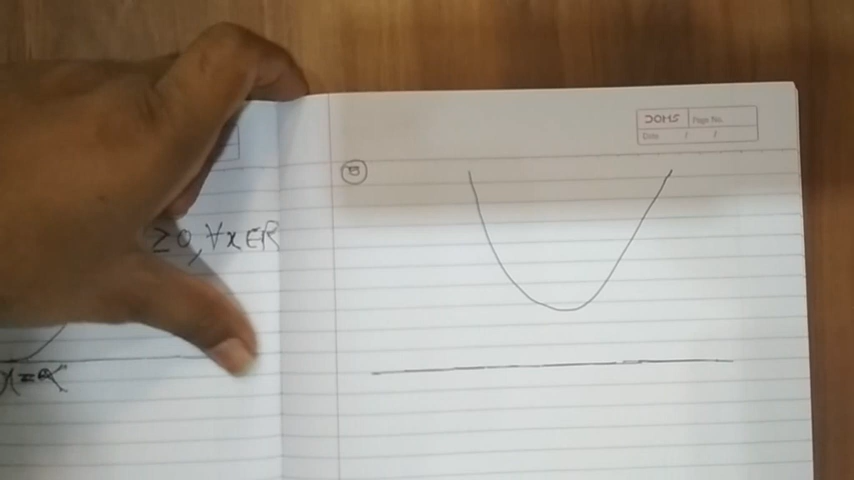 ≥0, ∀x∈R
x=α
DOMS Page No.
Date / /